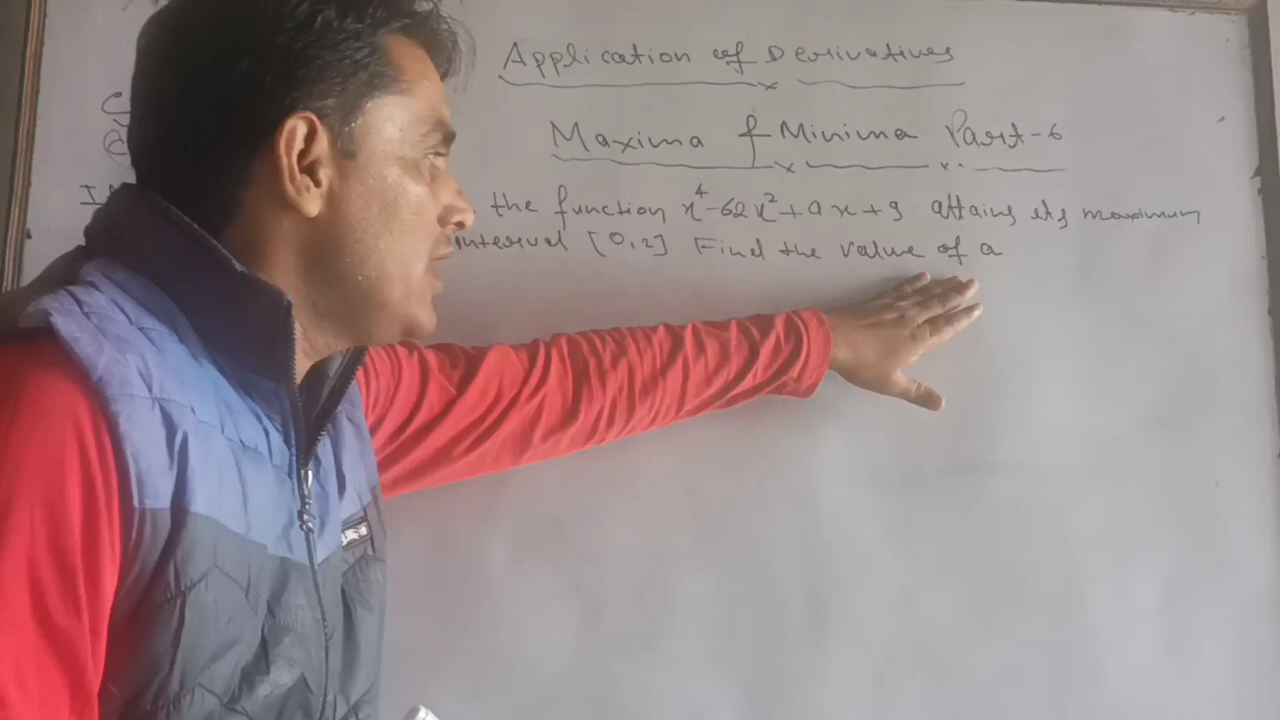 Application of Derivatives
Maxima & Minima Part-6
the function x⁴-62x²+ax+9 attains its maximum
interval [0,2] Find the value of a